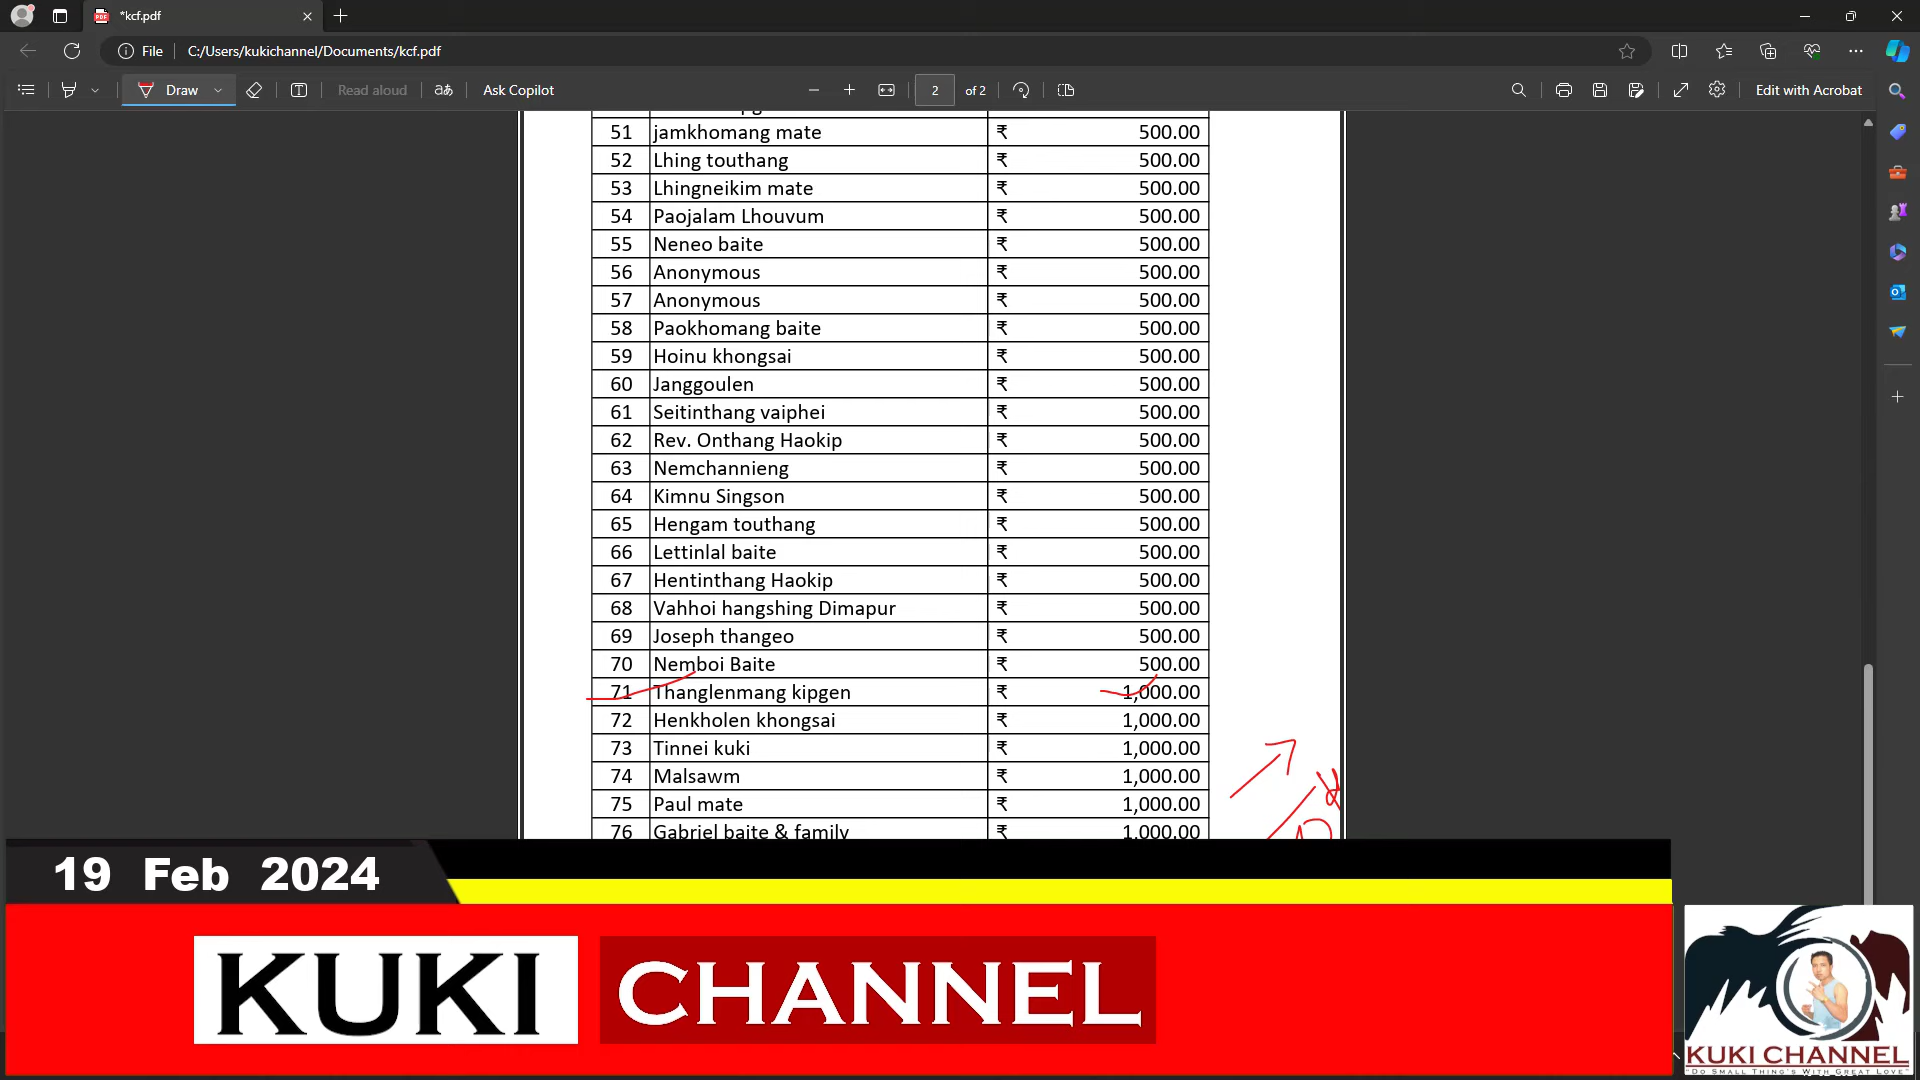 *kcf.pdf
File C:/Users/kukichannel/Documents/kcf.pdf
Draw Read aloud aあ Ask Copilot 2 of 2 Edit with Acrobat
51 jamkhomang mate ₹ 500.00
52 Lhing touthang ₹ 500.00
53 Lhingneikim mate ₹ 500.00
54 Paojalam Lhouvum ₹ 500.00
55 Neneo baite ₹ 500.00
56 Anonymous ₹ 500.00
57 Anonymous ₹ 500.00
58 Paokhomang baite ₹ 500.00
59 Hoinu khongsai ₹ 500.00
60 Janggoulen ₹ 500.00
61 Seitinthang vaiphei ₹ 500.00
62 Rev. Onthang Haokip ₹ 500.00
63 Nemchannieng ₹ 500.00
64 Kimnu Singson ₹ 500.00
65 Hengam touthang ₹ 500.00
66 Lettinlal baite ₹ 500.00
67 Hentinthang Haokip ₹ 500.00
68 Vahhoi hangshing Dimapur ₹ 500.00
69 Joseph thangeo ₹ 500.00
70 Nemboi Baite ₹ 500.00
71 Thanglenmang kipgen ₹ 1,000.00
72 Henkholen khongsai ₹ 1,000.00
73 Tinnei kuki ₹ 1,000.00
74 Malsawm ₹ 1,000.00
75 Paul mate ₹ 1,000.00
76 Gabriel baite & family ₹ 1,000.00
19 Feb 2024
KUKI CHANNEL
KUKI CHANNEL
"DO SMALL THING'S WITH GREAT LOVE"